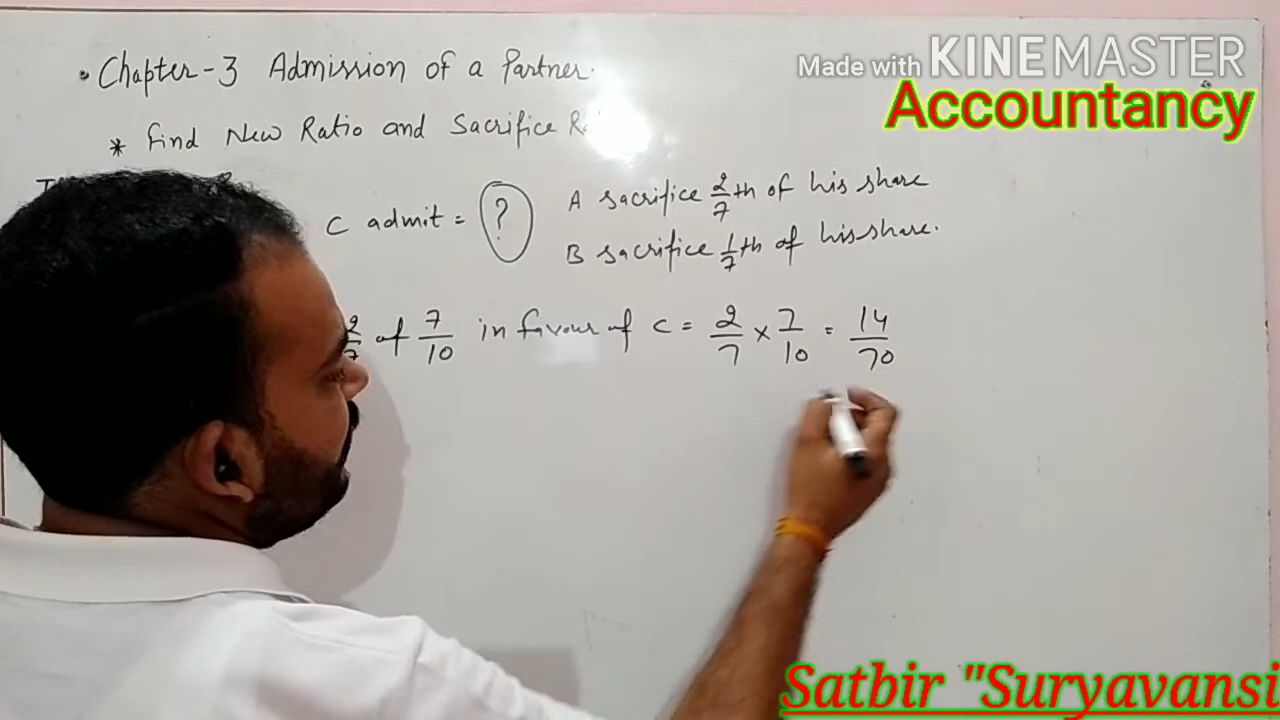 Made with KINEMASTER
Accountancy
• Chapter-3 Admission of a Partner.
* Find New Ratio and Sacrifice
C admit = ? A sacrifice 2/7th of his share
B sacrifice 1/7th of his share.
2/7 of 7/10 in favour of C = 2/7 × 7/10 = 14/70
Satbir "Suryavansi